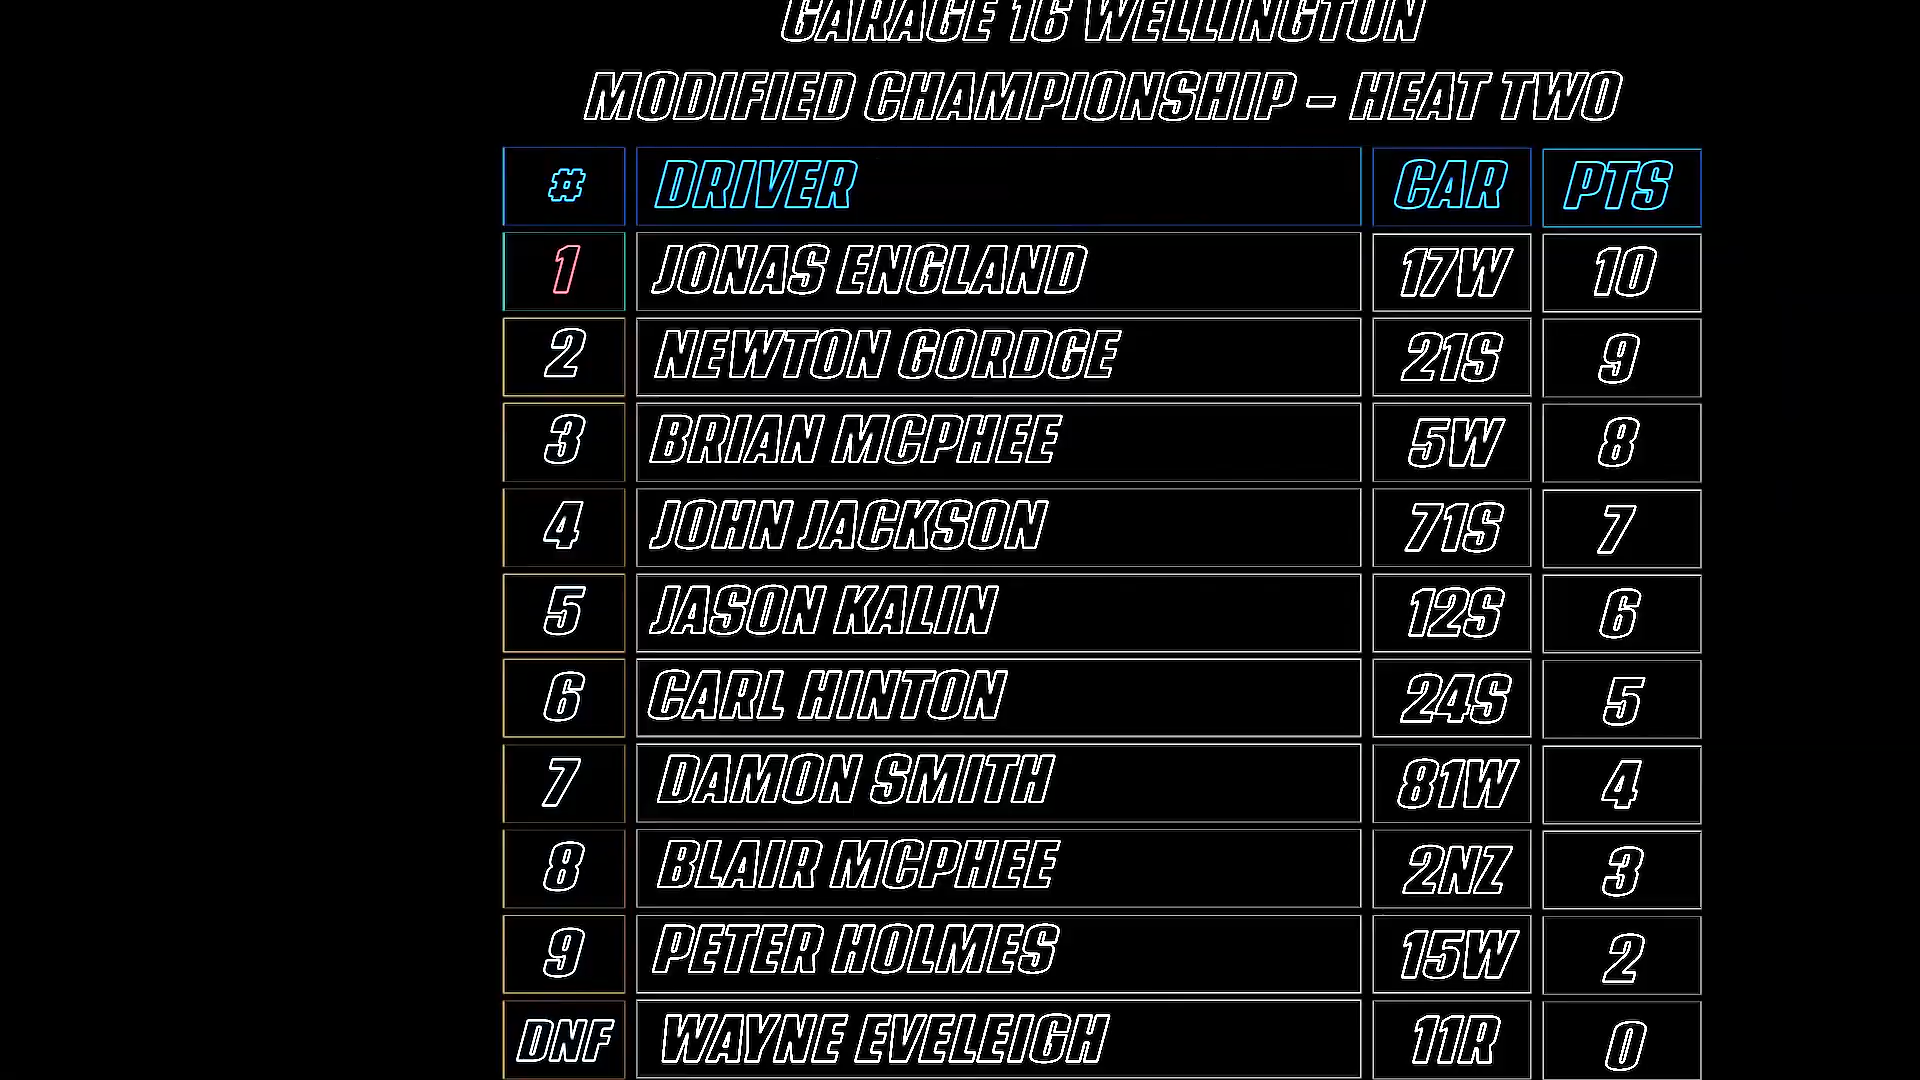 GARAGE 16 WELLINGTON
MODIFIED CHAMPIONSHIP - HEAT TWO
# DRIVER CAR PTS
1 JONAS ENGLAND 17W 10
2 NEWTON GORDGE 21S 9
3 BRIAN MCPHEE 5W 8
4 JOHN JACKSON 71S 7
5 JASON KALIN 12S 6
6 CARL HINTON 24S 5
7 DAMON SMITH 81W 4
8 BLAIR MCPHEE 2NZ 3
9 PETER HOLMES 15W 2
DNF WAYNE EVELEIGH 11R 0